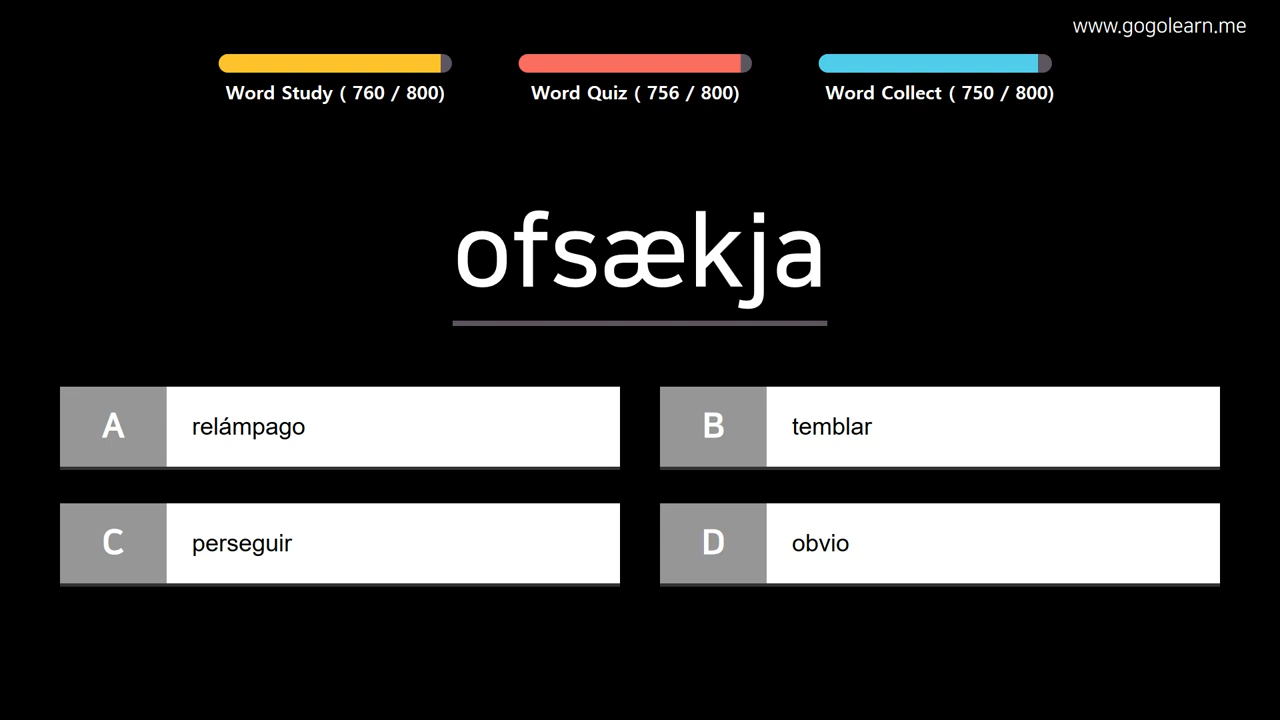 www.gogolearn.me
Word Study ( 760 / 800)
Word Quiz ( 756 / 800)
Word Collect ( 750 / 800)
ofsækja
A relámpago
B temblar
C perseguir
D obvio